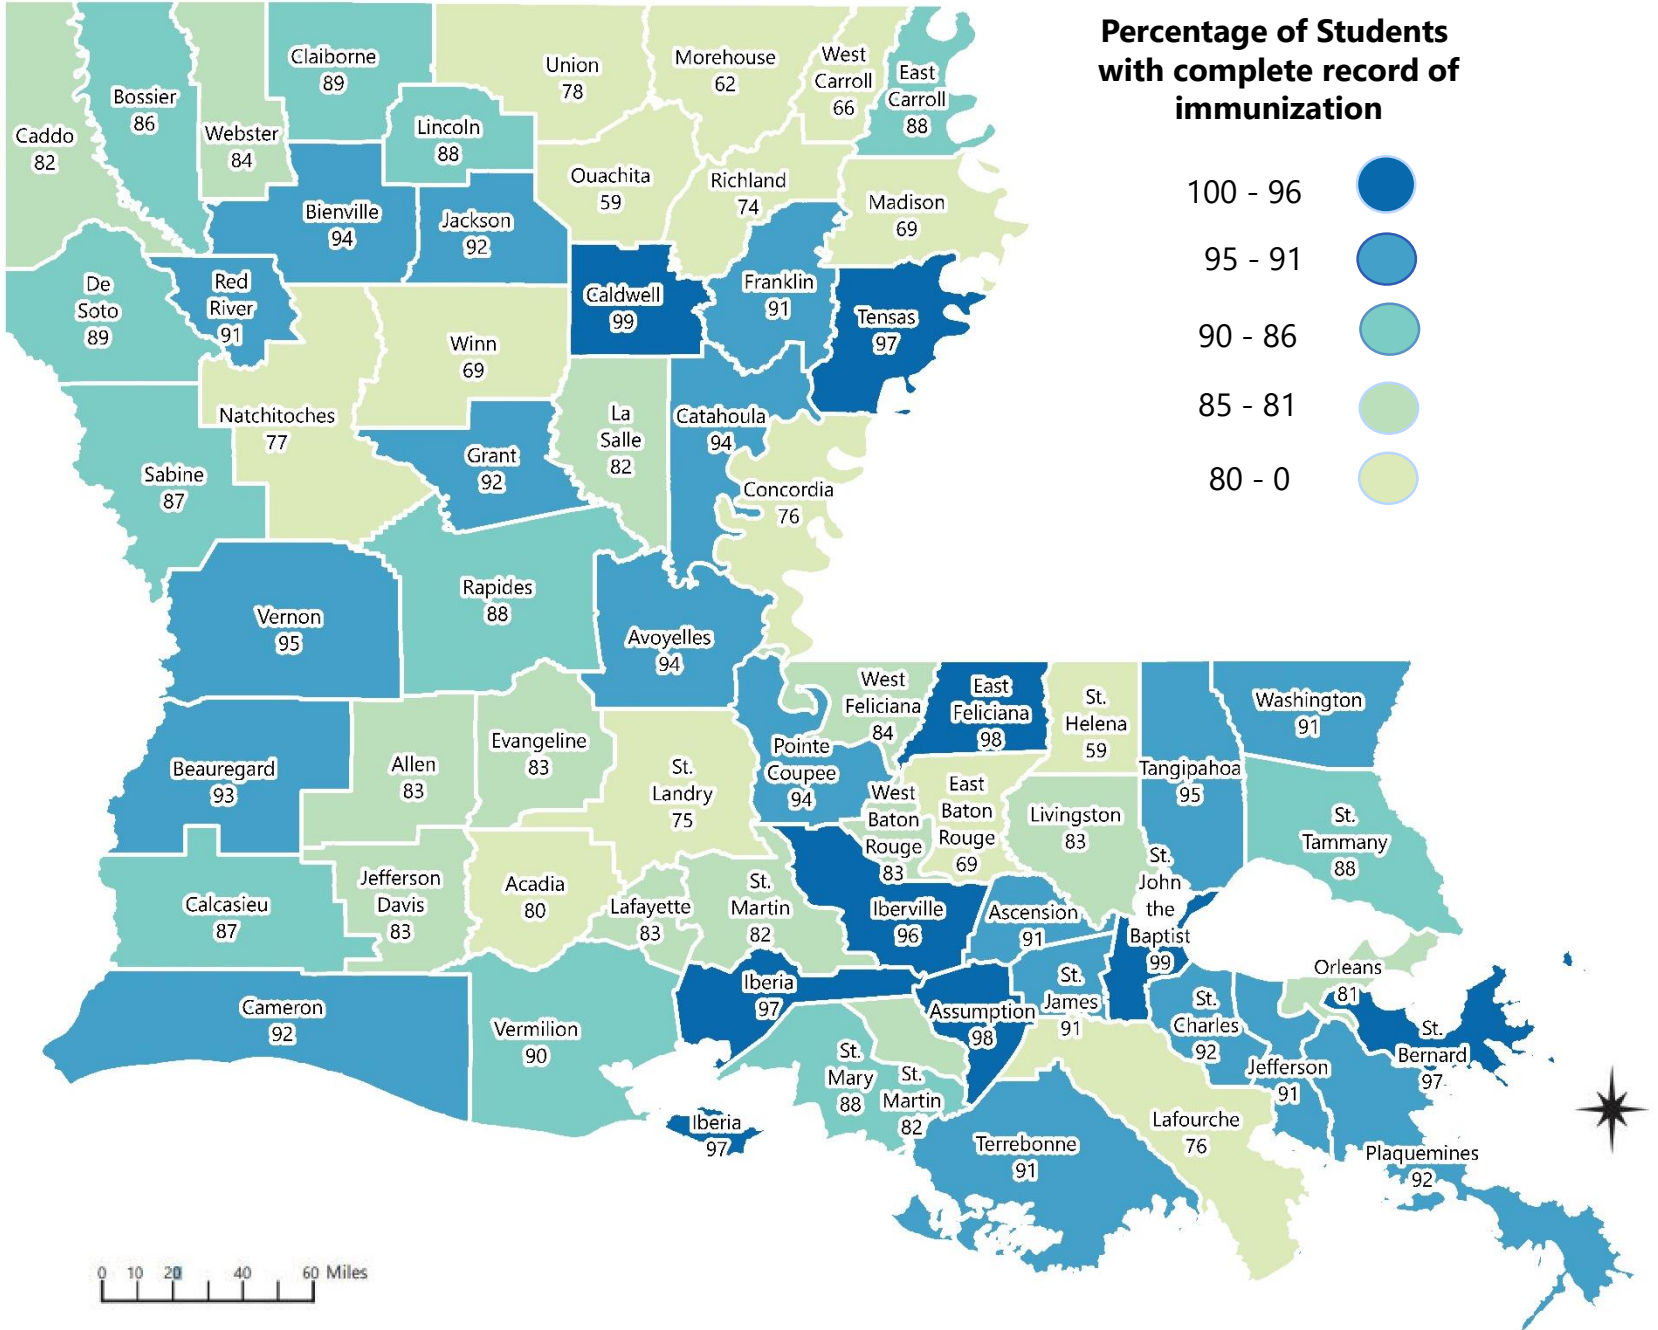 Percentage of Students
with complete record of
immunization
100 - 96
95 - 91
90 - 86
85 - 81
80 - 0
Caddo
82
Bossier
86
Webster
84
Claiborne
89
Lincoln
88
Union
78
Morehouse
62
West
Carroll
66
East
Carroll
88
Bienville
94
Jackson
92
Ouachita
59
Richland
74
Madison
69
De
Soto
89
Red
River
91
Caldwell
99
Franklin
91
Tensas
97
Winn
69
Natchitoches
77
Sabine
87
Grant
92
La
Salle
82
Catahoula
94
Concordia
76
Vernon
95
Rapides
88
Avoyelles
94
West
Feliciana
84
East
Feliciana
98
St.
Helena
59
Tangipahoa
95
Washington
91
Beauregard
93
Allen
83
Evangeline
83
St.
Landry
75
Pointe
Coupee
94
West
Baton
Rouge
83
East
Baton
Rouge
69
Livingston
83
St.
Tammany
88
Calcasieu
87
Jefferson
Davis
83
Acadia
80
Lafayette
83
St.
Martin
82
Iberville
96
Ascension
91
St.
John
the
Baptist
99
Orleans
81
Cameron
92
Vermilion
90
Iberia
97
Assumption
98
St.
James
91
St.
Charles
92
Jefferson
91
St.
Bernard
97
St.
Mary
88
St.
Martin
82
Iberia
97
Terrebonne
91
Lafourche
76
Plaquemines
92
0 10 20 40 60 Miles